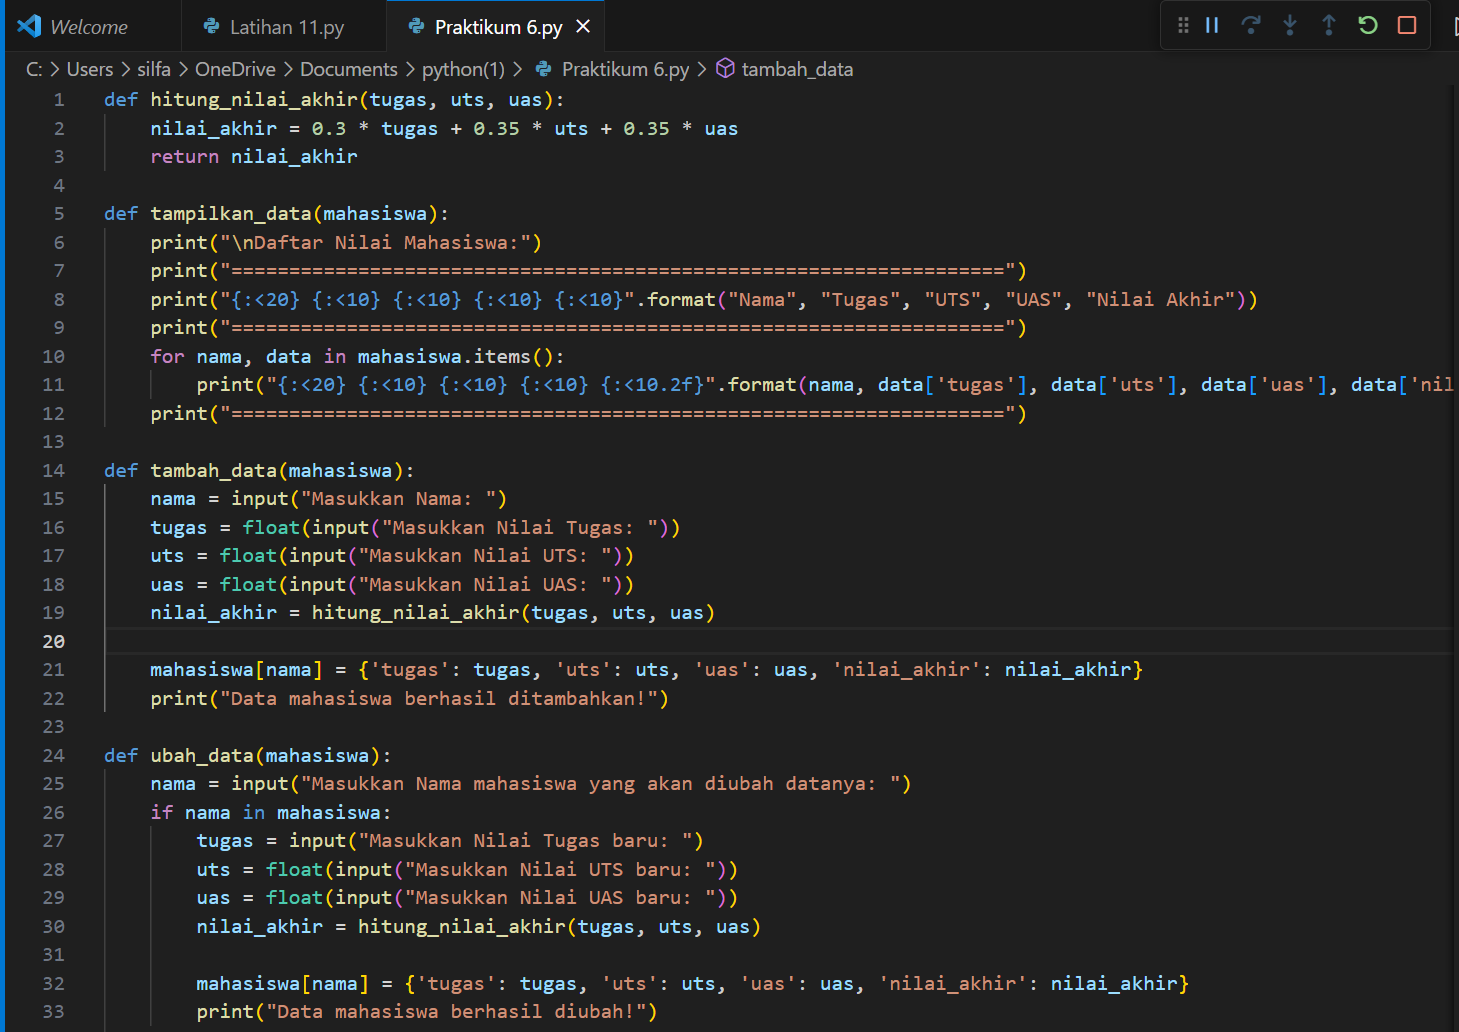 Welcome Latihan 11.py Praktikum 6.py
C: > Users > silfa > OneDrive > Documents > python(1) > Praktikum 6.py > tambah_data
1 def hitung_nilai_akhir(tugas, uts, uas):
2     nilai_akhir = 0.3 * tugas + 0.35 * uts + 0.35 * uas
3     return nilai_akhir
4
5 def tampilkan_data(mahasiswa):
6     print("\nDaftar Nilai Mahasiswa:")
7     print("===================================================================")
8     print("{:<20} {:<10} {:<10} {:<10} {:<10}".format("Nama", "Tugas", "UTS", "UAS", "Nilai Akhir"))
9     print("===================================================================")
10     for nama, data in mahasiswa.items():
11         print("{:<20} {:<10} {:<10} {:<10} {:<10.2f}".format(nama, data['tugas'], data['uts'], data['uas'], data['nil
12     print("===================================================================")
13
14 def tambah_data(mahasiswa):
15     nama = input("Masukkan Nama: ")
16     tugas = float(input("Masukkan Nilai Tugas: "))
17     uts = float(input("Masukkan Nilai UTS: "))
18     uas = float(input("Masukkan Nilai UAS: "))
19     nilai_akhir = hitung_nilai_akhir(tugas, uts, uas)
20
21     mahasiswa[nama] = {'tugas': tugas, 'uts': uts, 'uas': uas, 'nilai_akhir': nilai_akhir}
22     print("Data mahasiswa berhasil ditambahkan!")
23
24 def ubah_data(mahasiswa):
25     nama = input("Masukkan Nama mahasiswa yang akan diubah datanya: ")
26     if nama in mahasiswa:
27         tugas = input("Masukkan Nilai Tugas baru: ")
28         uts = float(input("Masukkan Nilai UTS baru: "))
29         uas = float(input("Masukkan Nilai UAS baru: "))
30         nilai_akhir = hitung_nilai_akhir(tugas, uts, uas)
31
32         mahasiswa[nama] = {'tugas': tugas, 'uts': uts, 'uas': uas, 'nilai_akhir': nilai_akhir}
33         print("Data mahasiswa berhasil diubah!")